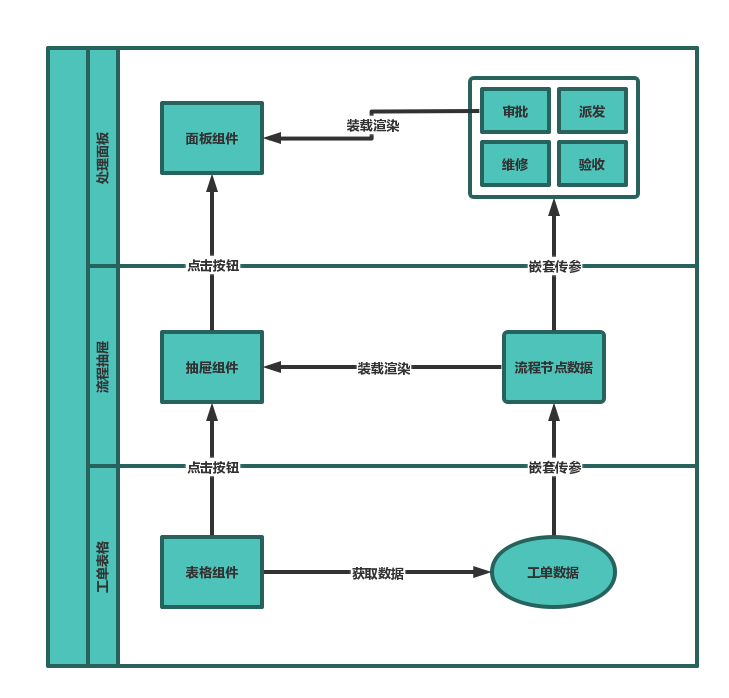 处理面板
面板组件
装载渲染
审批
派发
维修
验收
点击按钮
嵌套传参
流程抽屉
抽屉组件
装载渲染
流程节点数据
点击按钮
嵌套传参
工单表格
表格组件
获取数据
工单数据